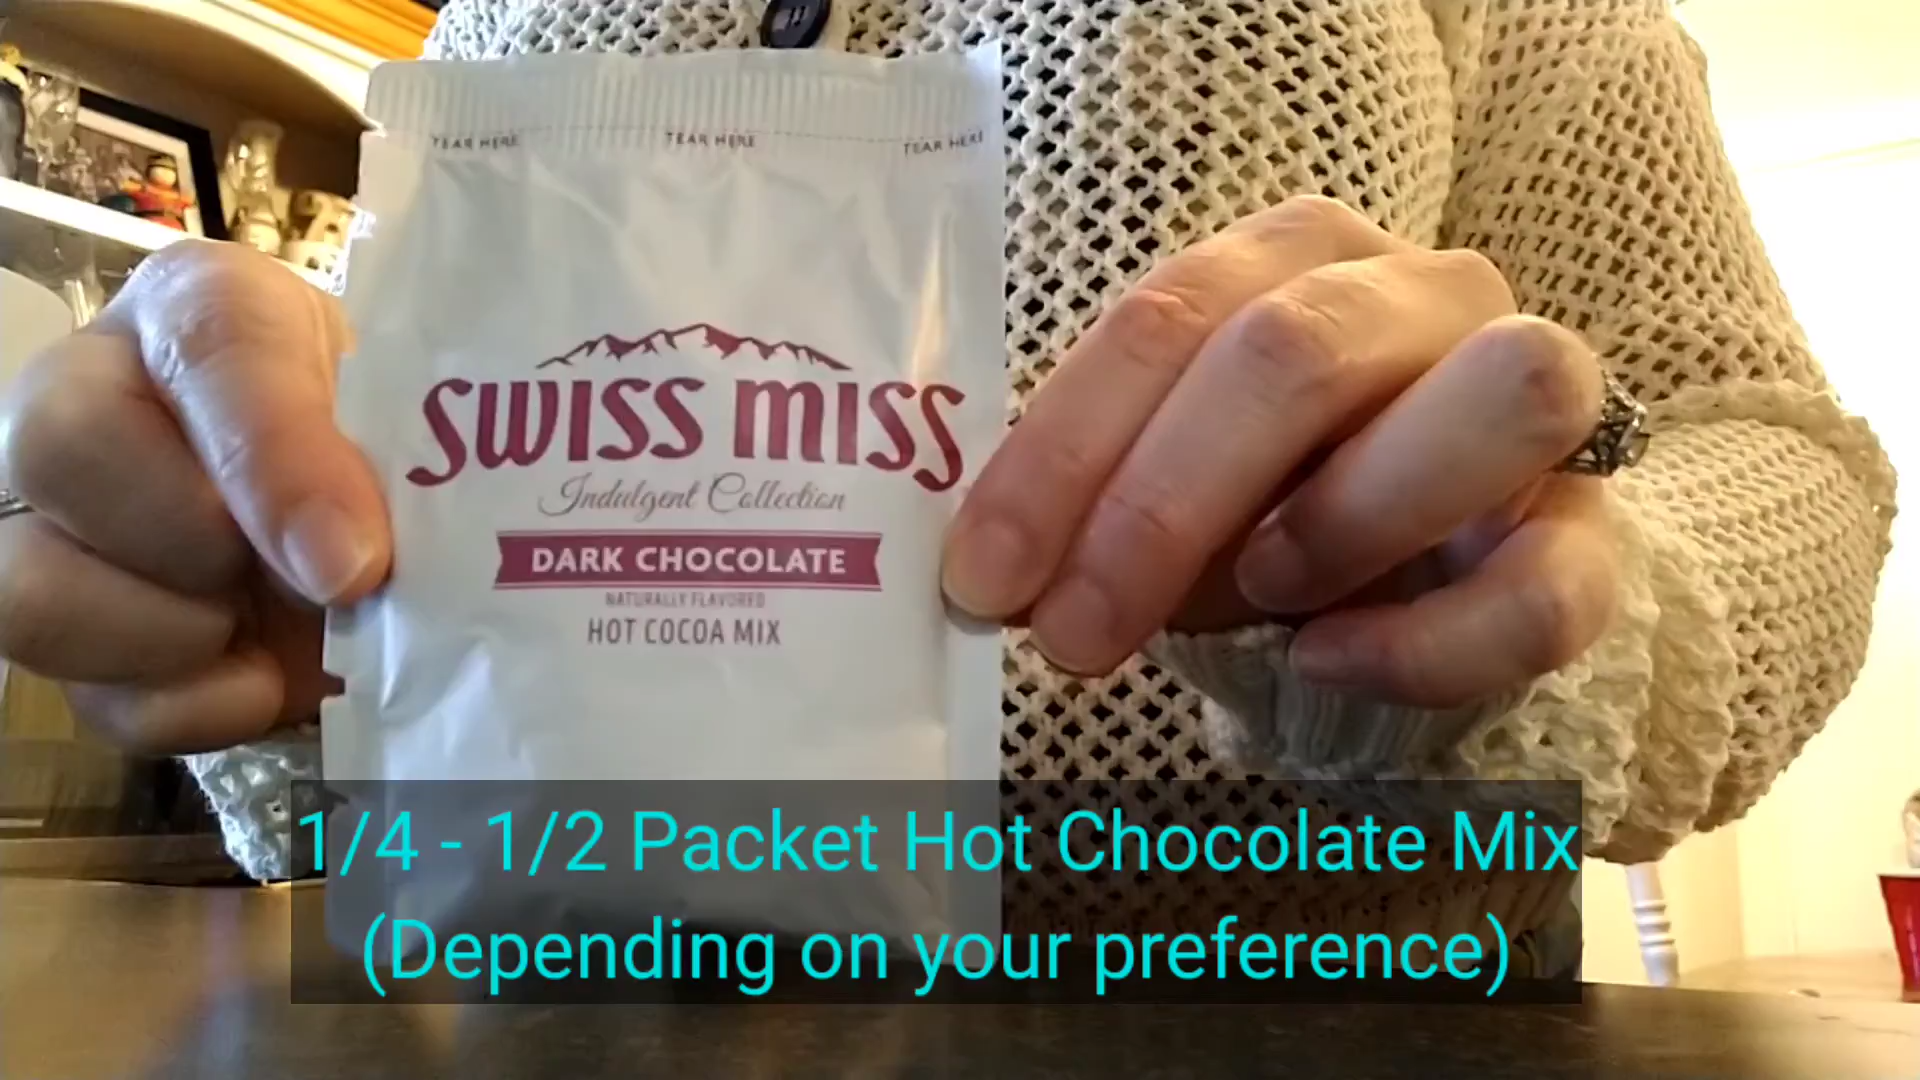 TEAR HERE TEAR HERE TEAR HERE
SWISS MISS
Indulgent Collection
DARK CHOCOLATE
NATURALLY FLAVORED
HOT COCOA MIX
1/4 - 1/2 Packet Hot Chocolate Mix
(Depending on your preference)